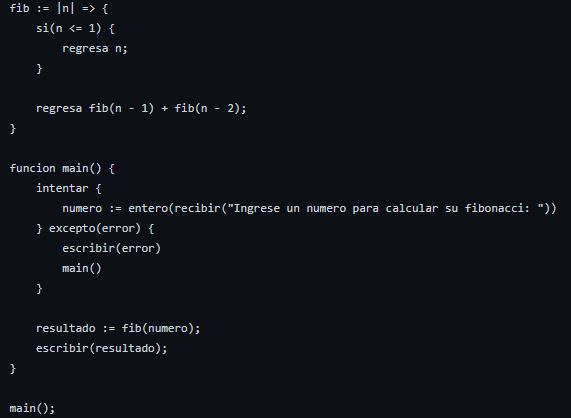 fib := |n| => {
    si(n <= 1) {
        regresa n;
    }

    regresa fib(n - 1) + fib(n - 2);
}

funcion main() {
    intentar {
        numero := entero(recibir("Ingrese un numero para calcular su fibonacci: "))
    } excepto(error) {
        escribir(error)
        main()
    }

    resultado := fib(numero);
    escribir(resultado);
}

main();